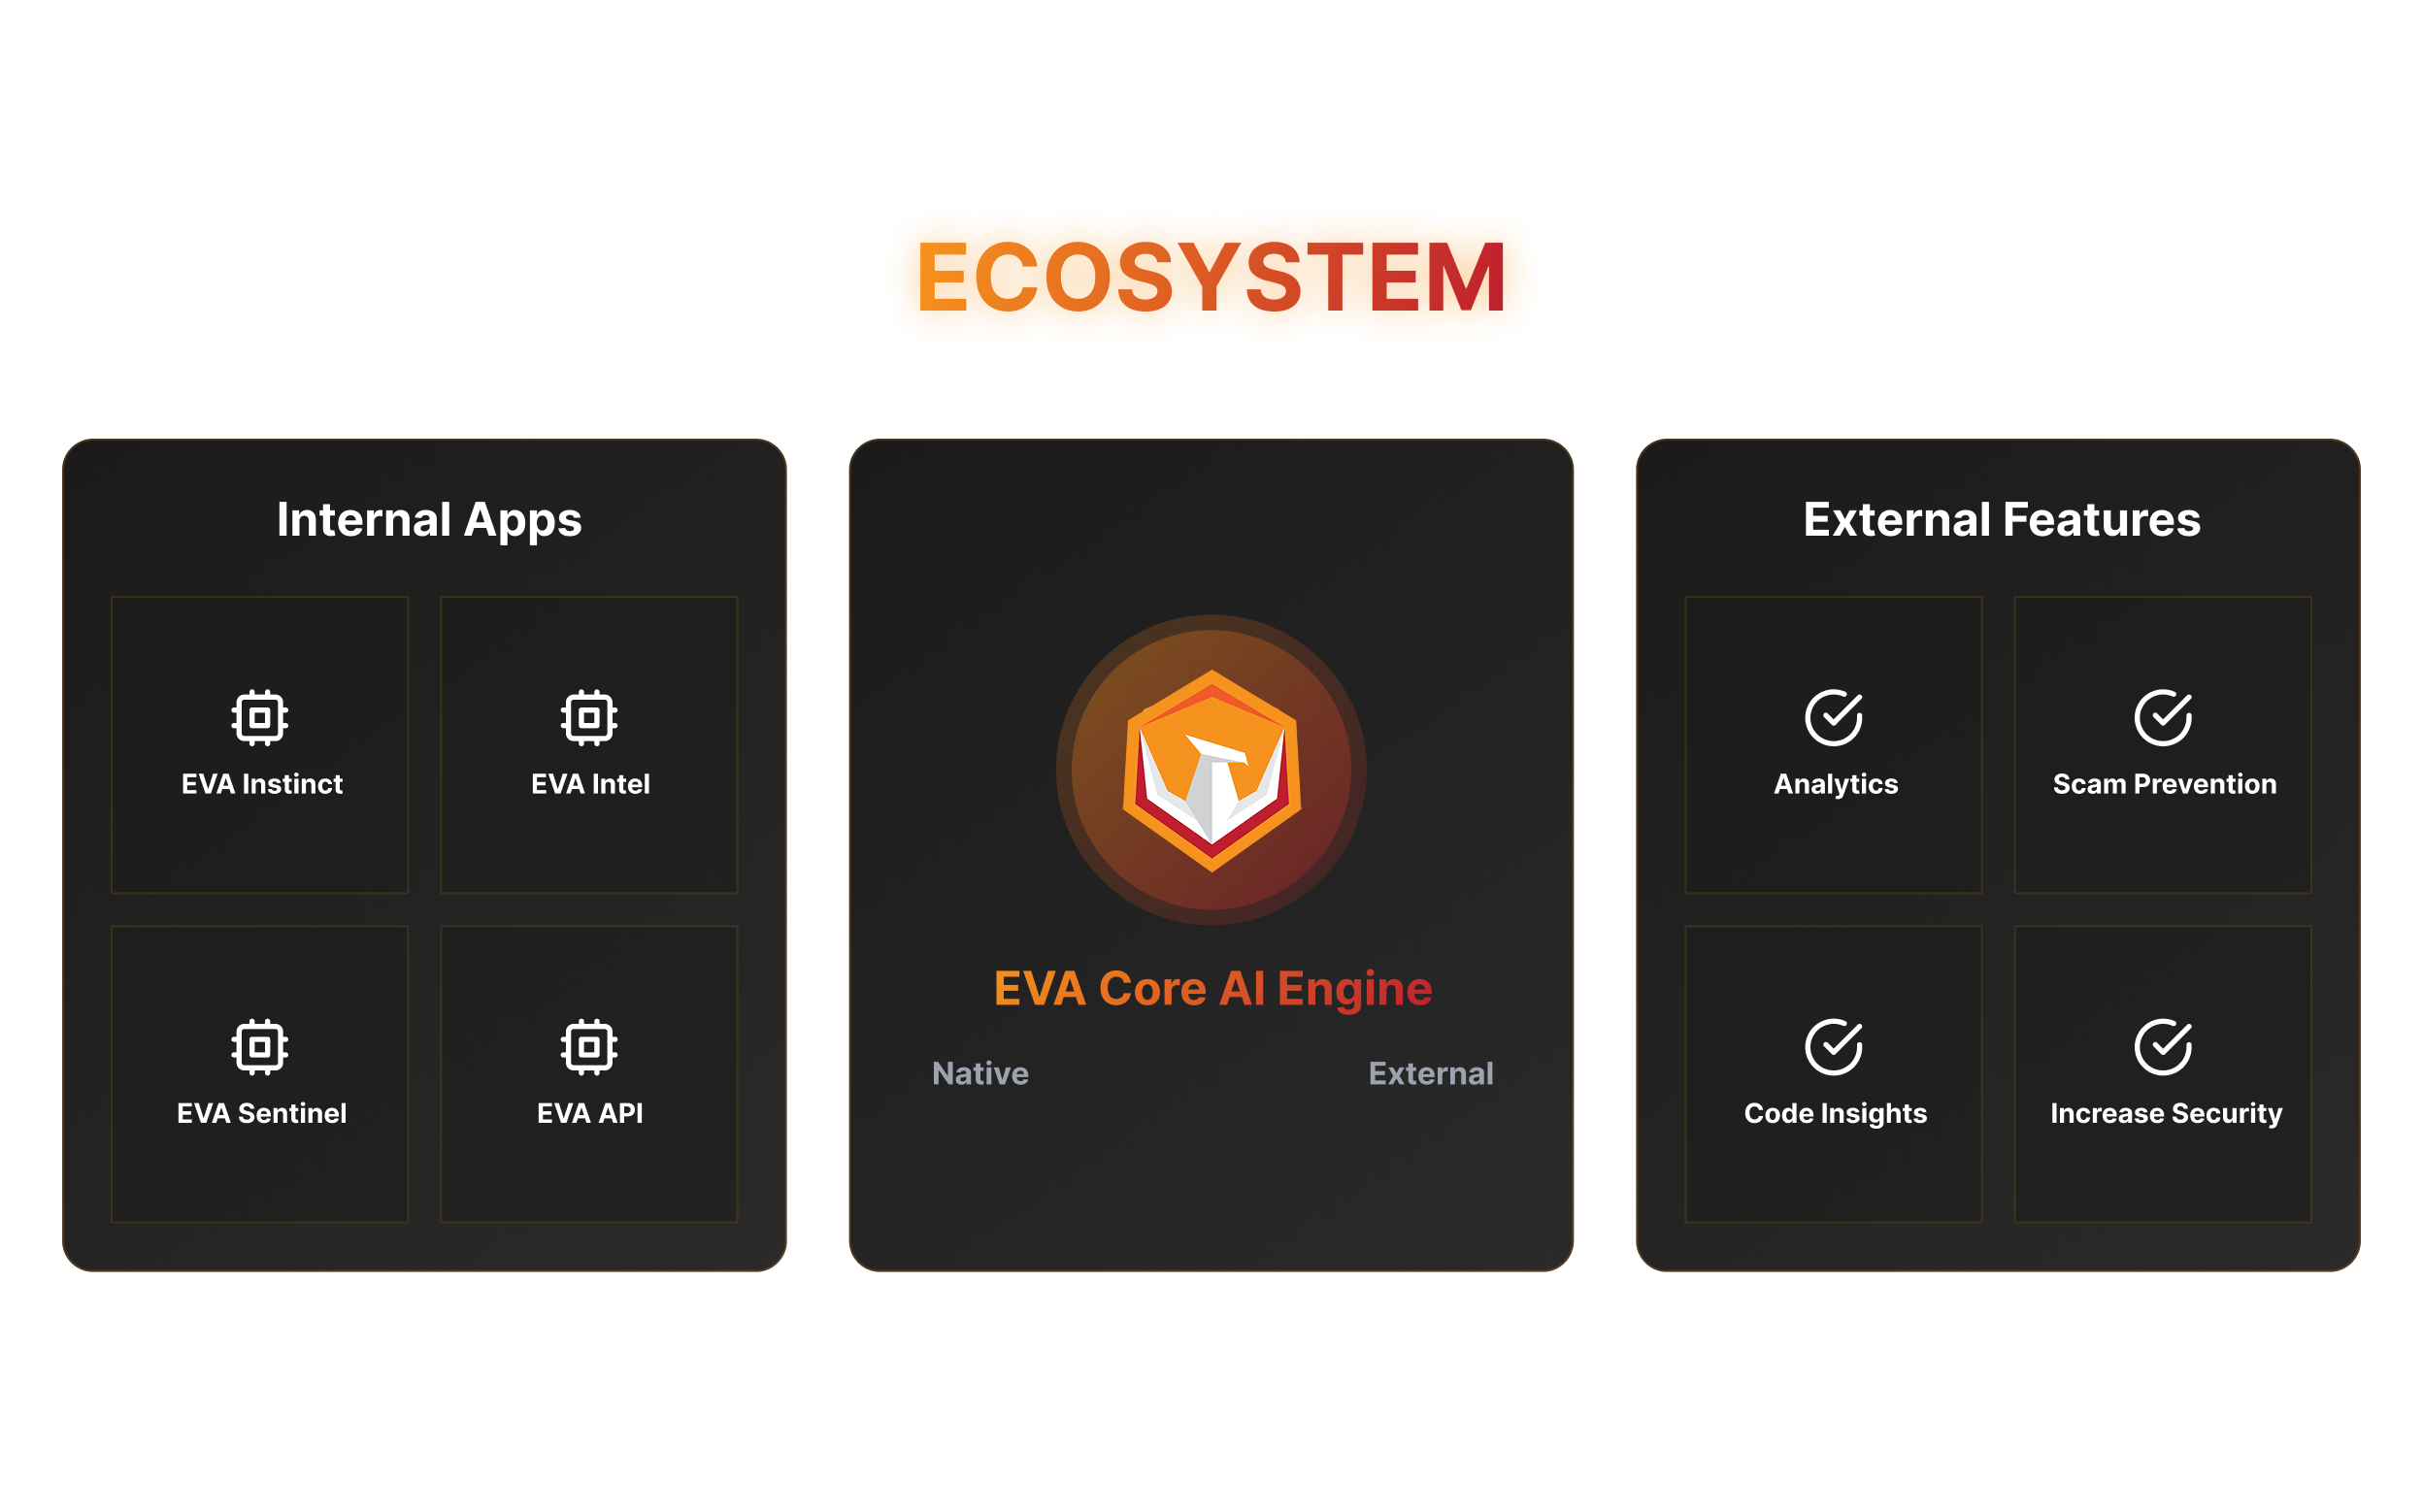 ECOSYSTEM
Internal Apps
EVA Instinct
EVA Intel
EVA Sentinel
EVA API
EVA Core AI Engine
Native
External
External Features
Analytics
Scam Prevention
Code Insights
Increase Security